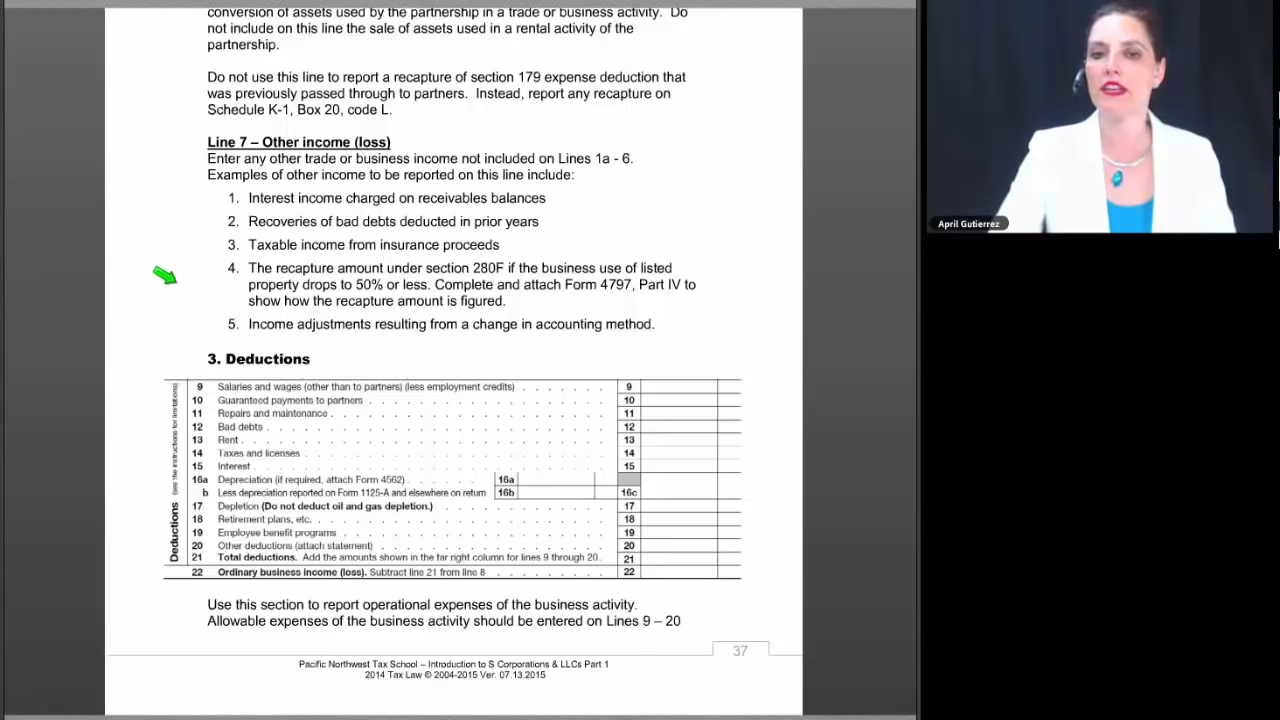 conversion of assets used by the partnership in a trade or business activity. Do
not include on this line the sale of assets used in a rental activity of the
partnership.
Do not use this line to report a recapture of section 179 expense deduction that
was previously passed through to partners. Instead, report any recapture on
Schedule K-1, Box 20, code L.
Line 7 – Other income (loss)
Enter any other trade or business income not included on Lines 1a - 6.
Examples of other income to be reported on this line include:
1. Interest income charged on receivables balances
2. Recoveries of bad debts deducted in prior years
3. Taxable income from insurance proceeds
4. The recapture amount under section 280F if the business use of listed
property drops to 50% or less. Complete and attach Form 4797, Part IV to
show how the recapture amount is figured.
5. Income adjustments resulting from a change in accounting method.
3. Deductions
Deductions (see the instructions for limitations)
9 Salaries and wages (other than to partners) (less employment credits) . . . . . . . 9
10 Guaranteed payments to partners . . . . . . . . . . . . . . 10
11 Repairs and maintenance . . . . . . . . . . . . . . . . 11
12 Bad debts . . . . . . . . . . . . . . . . . . . 12
13 Rent . . . . . . . . . . . . . . . . . . . . 13
14 Taxes and licenses . . . . . . . . . . . . . . . . . 14
15 Interest . . . . . . . . . . . . . . . . . . . 15
16a Depreciation (if required, attach Form 4562) . . . . . . 16a
b Less depreciation reported on Form 1125-A and elsewhere on return 16b 16c
17 Depletion (Do not deduct oil and gas depletion.) . . . . . . . . . . 17
18 Retirement plans, etc. . . . . . . . . . . . . . . . . 18
19 Employee benefit programs . . . . . . . . . . . . . . . 19
20 Other deductions (attach statement) . . . . . . . . . . . . . 20
21 Total deductions. Add the amounts shown in the far right column for lines 9 through 20 . 21
22 Ordinary business income (loss). Subtract line 21 from line 8 . . . . . . . 22
Use this section to report operational expenses of the business activity.
Allowable expenses of the business activity should be entered on Lines 9 – 20
37
Pacific Northwest Tax School – Introduction to S Corporations & LLCs Part 1
2014 Tax Law © 2004-2015 Ver. 07.13.2015
April Gutierrez